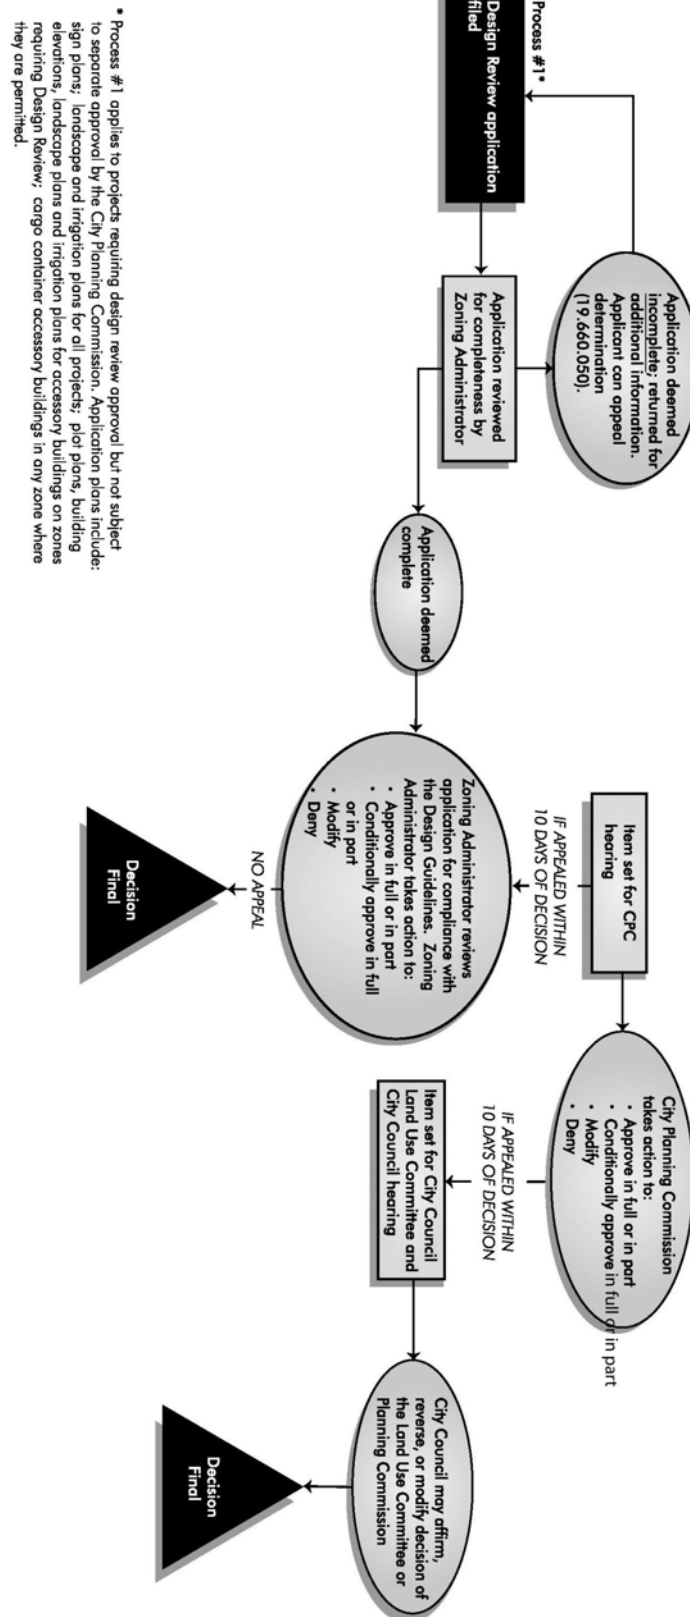 Process #1*
Design Review application
filed
Application deemed
incomplete; returned for
additional information.
Applicant can appeal
determination
(19.660.050).
Application reviewed
for completeness by
Zoning Administrator
Application deemed
complete
Item set for CPC
hearing
IF APPEALED WITHIN
10 DAYS OF DECISION
Zoning Administrator reviews
application for compliance with
the Design Guidelines. Zoning
Administrator takes action to:
• Approve in full or in part
• Conditionally approve in full
or in part
• Modify
• Deny
NO APPEAL
Decision
Final
City Planning Commission
takes action to:
• Approve in full or in part
• Conditionally approve in full or in part
• Modify
• Deny
IF APPEALED WITHIN
10 DAYS OF DECISION
Item set for City Council
Land Use Committee and
City Council hearing
City Council may affirm,
reverse, or modify decision of
the Land Use Committee or
Planning Commission
Decision
Final
* Process #1 applies to projects requiring design review approval but not subject
to separate approval by the City Planning Commission. Application plans include:
sign plans; landscape and irrigation plans for all projects; plot plans, building
elevations, landscape plans and irrigation plans for accessory buildings on zones
requiring Design Review; cargo container accessory buildings in any zone where
they are permitted.